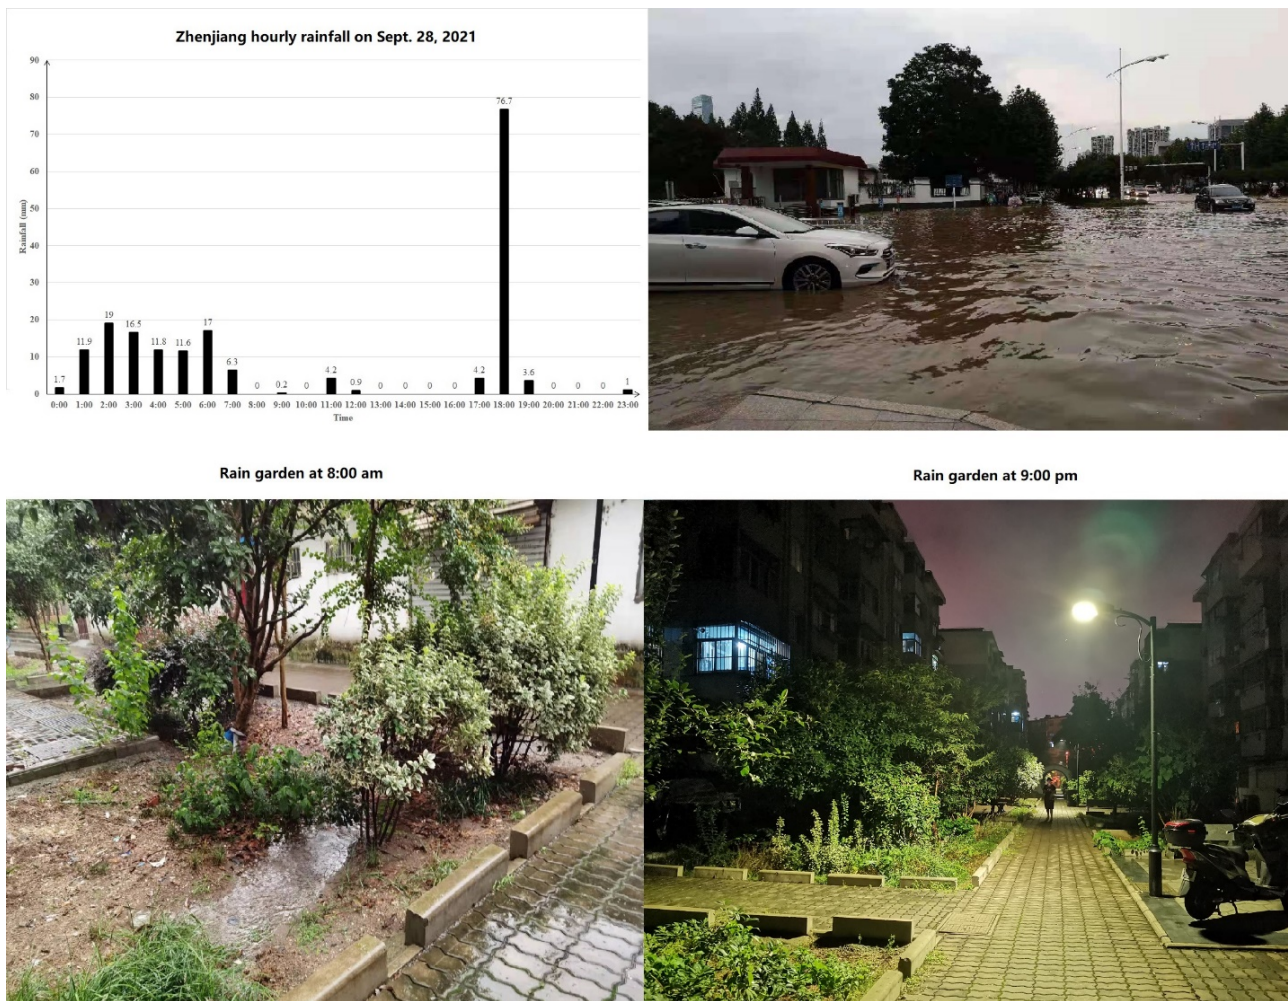 Zhenjiang hourly rainfall on Sept. 28, 2021
90
80
70
60
50
40
30
20
10
0
Rainfall (mm)
1.7 11.9 19 16.5 11.8 11.6 17 6.3 0 0.2 0 4.2 0.9 0 0 0 0 4.2 76.7 3.6 0 0 0 1
0:00 1:00 2:00 3:00 4:00 5:00 6:00 7:00 8:00 9:00 10:00 11:00 12:00 13:00 14:00 15:00 16:00 17:00 18:00 19:00 20:00 21:00 22:00 23:00
Time
Rain garden at 8:00 am
Rain garden at 9:00 pm